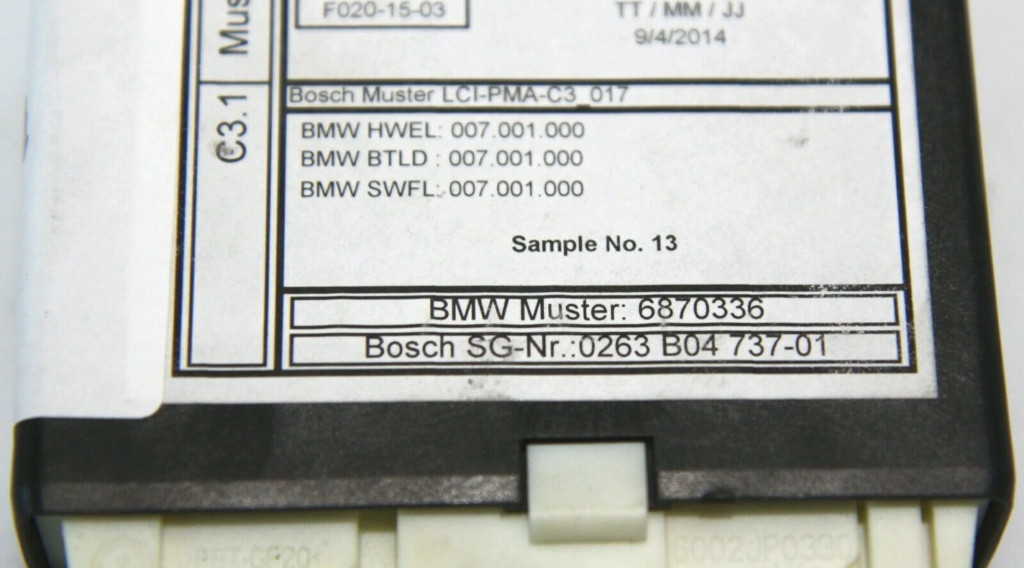 F020-15-03
TT / MM / JJ
9/4/2014
Mus
C3.1
Bosch Muster LCI-PMA-C3_017
BMW HWEL: 007.001.000
BMW BTLD : 007.001.000
BMW SWFL: 007.001.000
Sample No. 13
BMW Muster: 6870336
Bosch SG-Nr.:0263 B04 737-01